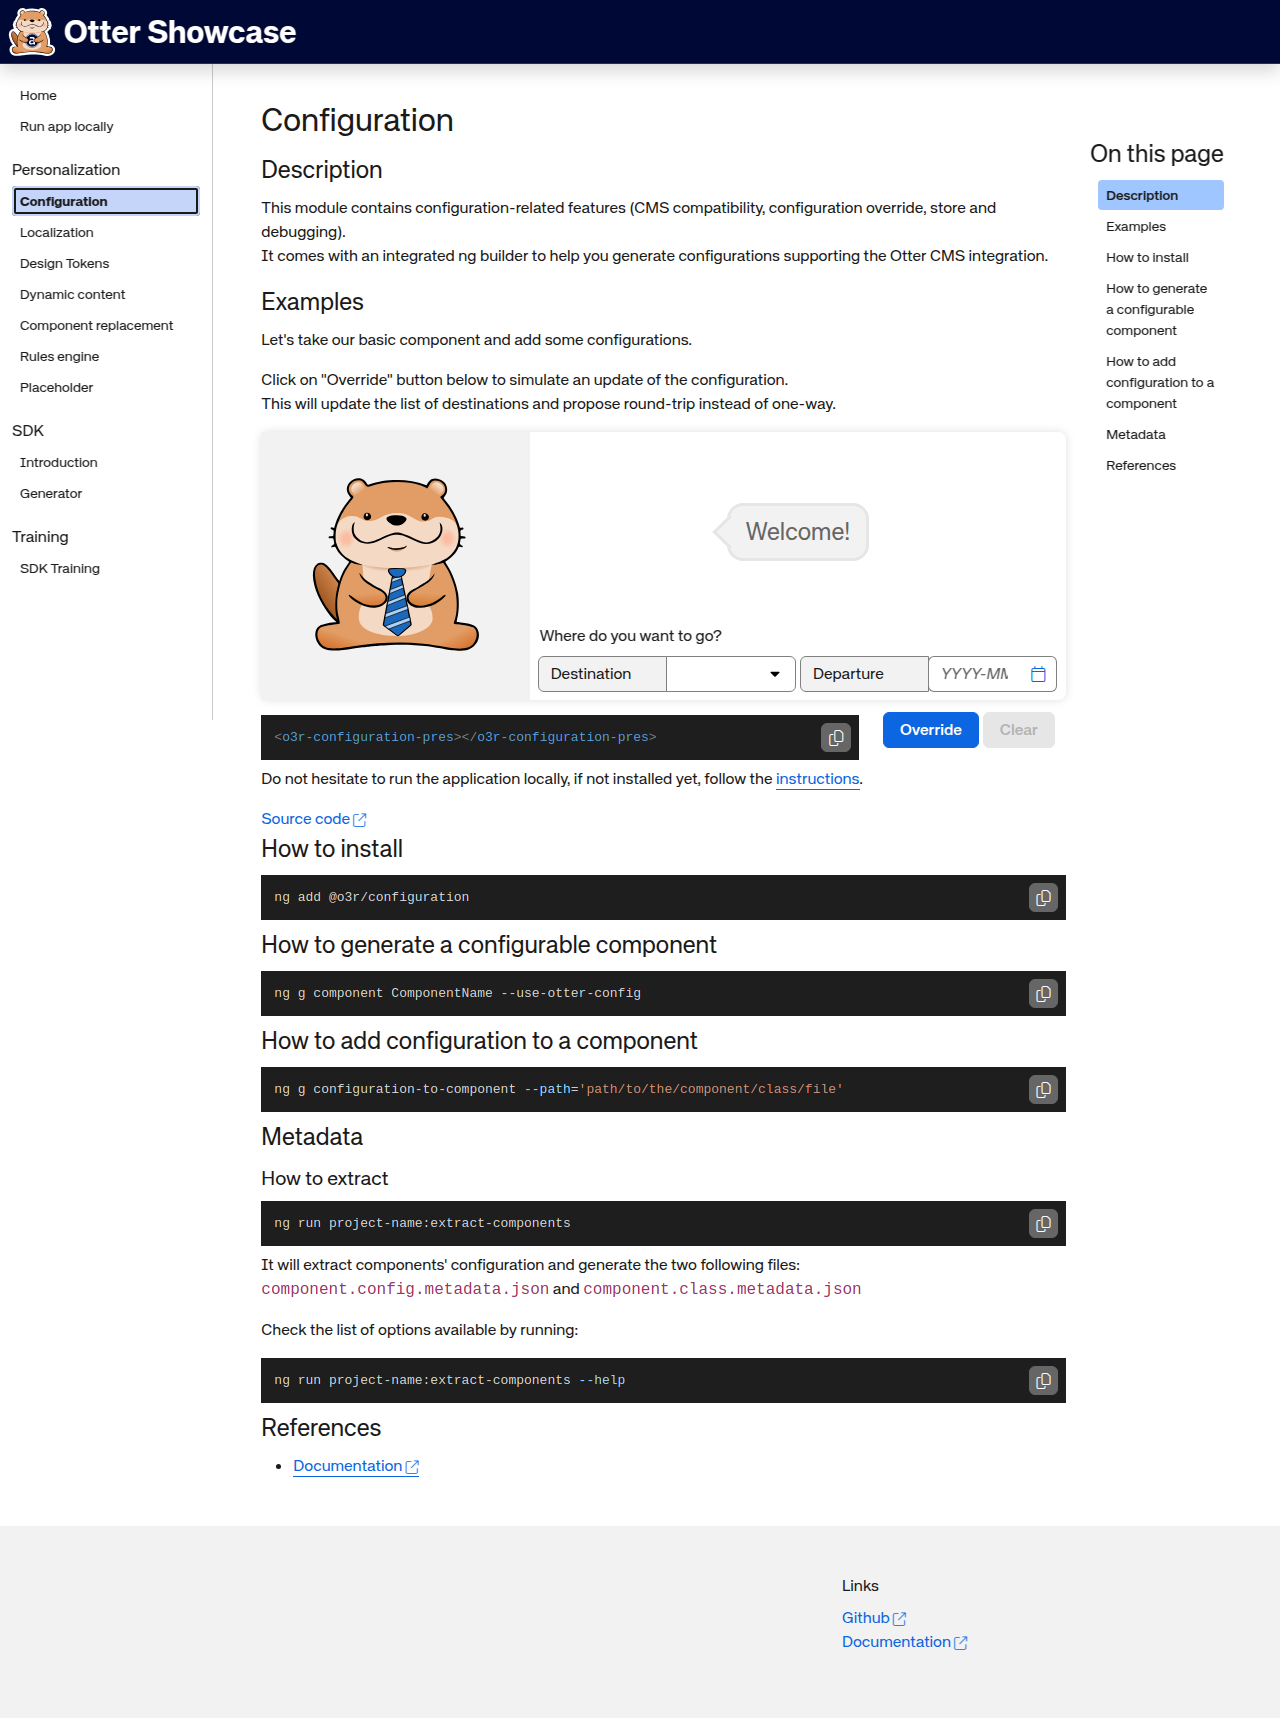 Otter Showcase
Home
Run app locally
Personalization
Configuration
Localization
Design Tokens
Dynamic content
Component replacement
Rules engine
Placeholder
SDK
Introduction
Generator
Training
SDK Training
Configuration
Description
This module contains configuration-related features (CMS compatibility, configuration override, store and
debugging).
It comes with an integrated ng builder to help you generate configurations supporting the Otter CMS integration.
Examples
Let's take our basic component and add some configurations.
Click on "Override" button below to simulate an update of the configuration.
This will update the list of destinations and propose round-trip instead of one-way.
Welcome!
Where do you want to go?
Destination
Departure
YYYY-MM
<o3r-configuration-pres></o3r-configuration-pres>
Override
Clear
Do not hesitate to run the application locally, if not installed yet, follow the instructions.
Source code
How to install
ng add @o3r/configuration
How to generate a configurable component
ng g component ComponentName --use-otter-config
How to add configuration to a component
ng g configuration-to-component --path='path/to/the/component/class/file'
Metadata
How to extract
ng run project-name:extract-components
It will extract components' configuration and generate the two following files:
component.config.metadata.json and component.class.metadata.json
Check the list of options available by running:
ng run project-name:extract-components --help
References
Documentation
On this page
Description
Examples
How to install
How to generate
a configurable
component
How to add
configuration to a
component
Metadata
References
Links
Github
Documentation